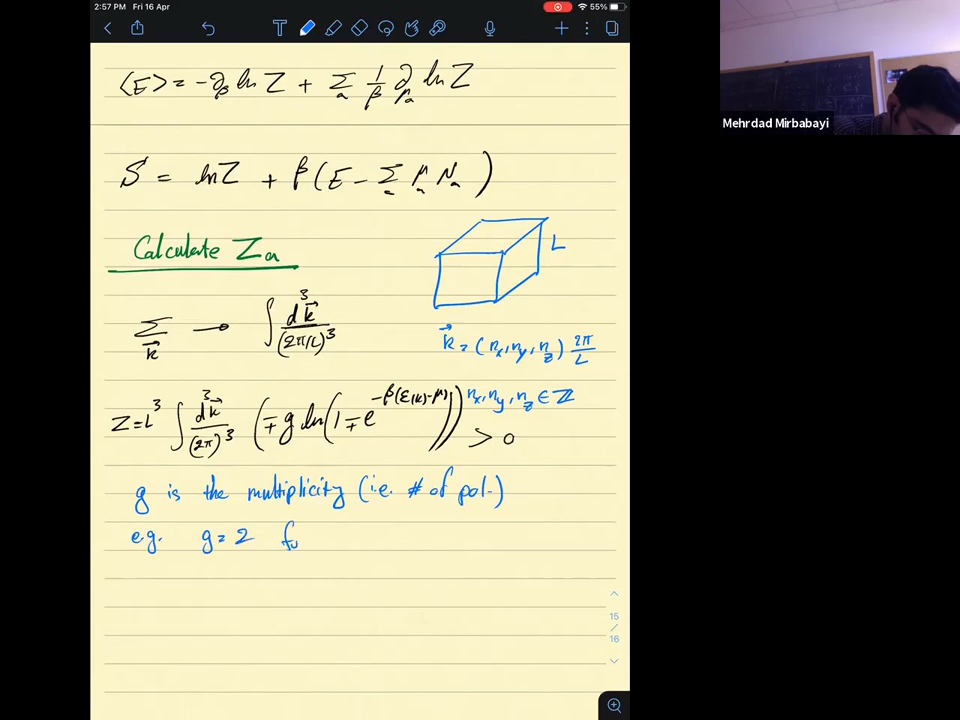 2:57 PM Fri 16 Apr
55%
⟨E⟩ = -∂_β ln Z + Σ_a 1/β ∂_{μ_a} ln Z
S = ln Z + β(E - Σ_a μ_a N_a)
Calculate Z_a
L
Σ_k⃗ → ∫ d³k⃗/(2π/L)³
k⃗ = (n_x, n_y, n_z) 2π/L
n_x, n_y, n_z ∈ ℤ
Z = L³ ∫ d³k⃗/(2π)³ (∓g ln(1∓e^{-β(ε(k)-μ)})) > 0
g is the multiplicity (i.e. # of pol.)
e.g. g = 2 fo
15
/
16
Mehrdad Mirbabayi